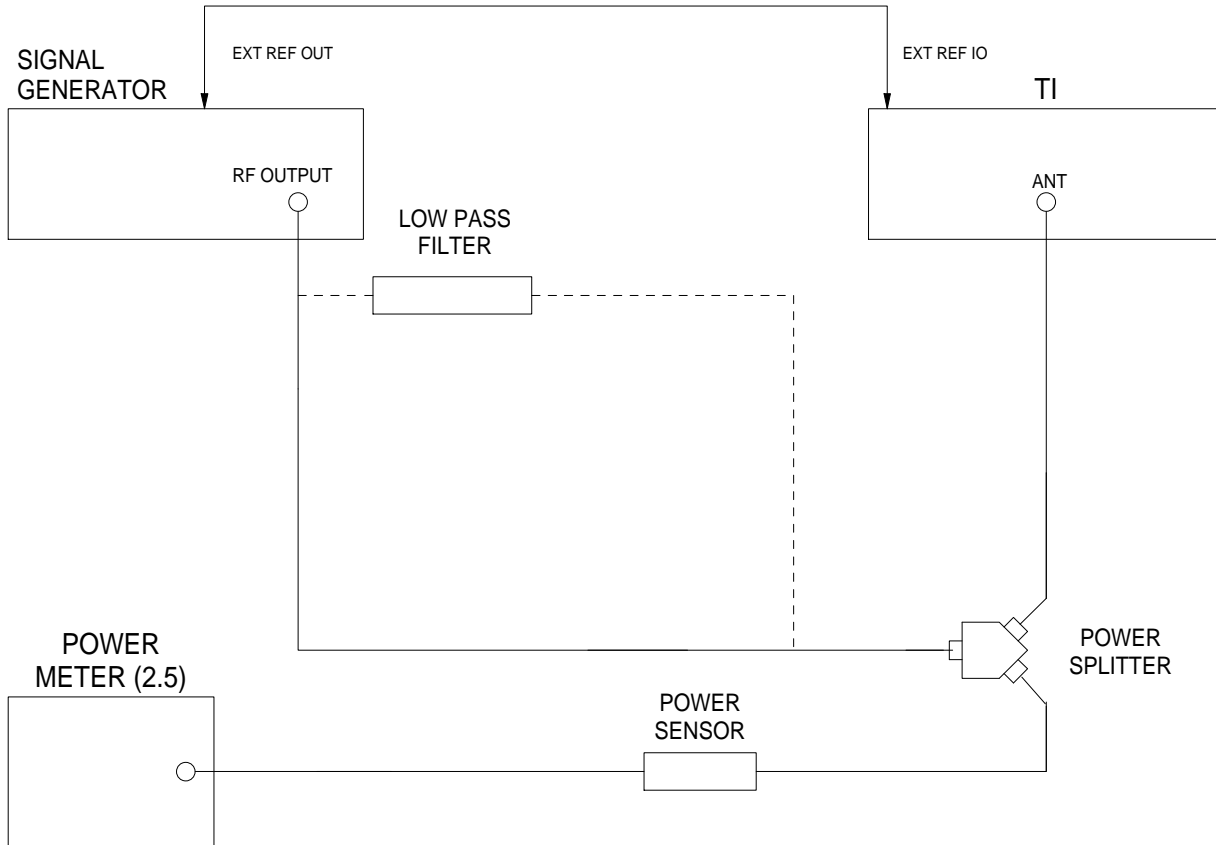 EXT REF OUT
EXT REF IO
SIGNAL
GENERATOR
TI
RF OUTPUT
ANT
LOW PASS
FILTER
POWER
METER (2.5)
POWER
SPLITTER
POWER
SENSOR